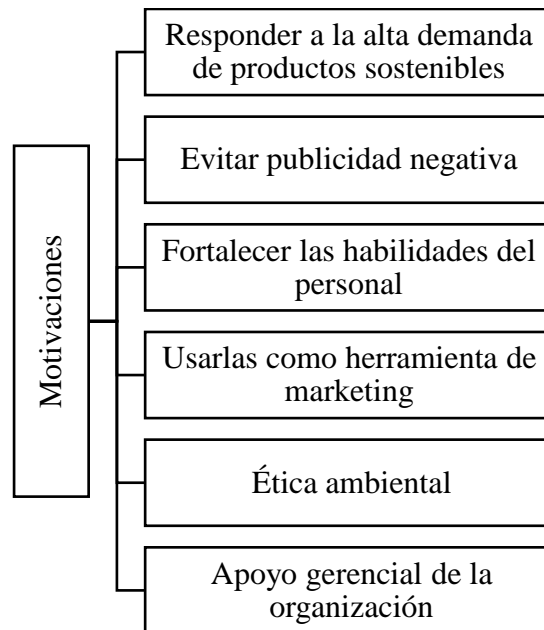 Motivaciones
Responder a la alta demanda
de productos sostenibles
Evitar publicidad negativa
Fortalecer las habilidades del
personal
Usarlas como herramienta de
marketing
Ética ambiental
Apoyo gerencial de la
organización